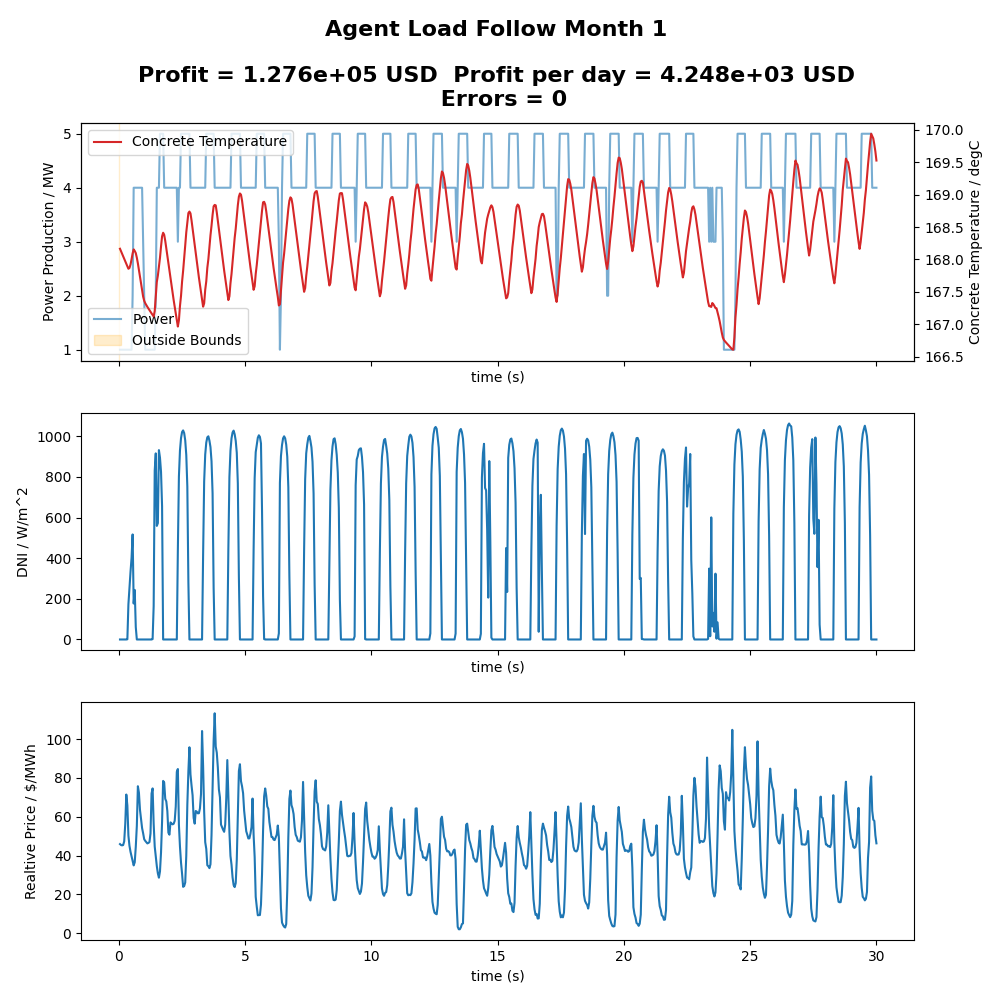 Agent Load Follow Month 1
Profit = 1.276e+05 USD  Profit per day = 4.248e+03 USD
Errors = 0
Power Production / MW
5
4
3
2
1
Concrete Temperature
Power
Outside Bounds
170.0
169.5
169.0
168.5
168.0
167.5
167.0
166.5
Concrete Temperature / degC
time (s)
DNI / W/m^2
1000
800
600
400
200
0
time (s)
Realtive Price / $/MWh
100
80
60
40
20
0
0 5 10 15 20 25 30
time (s)